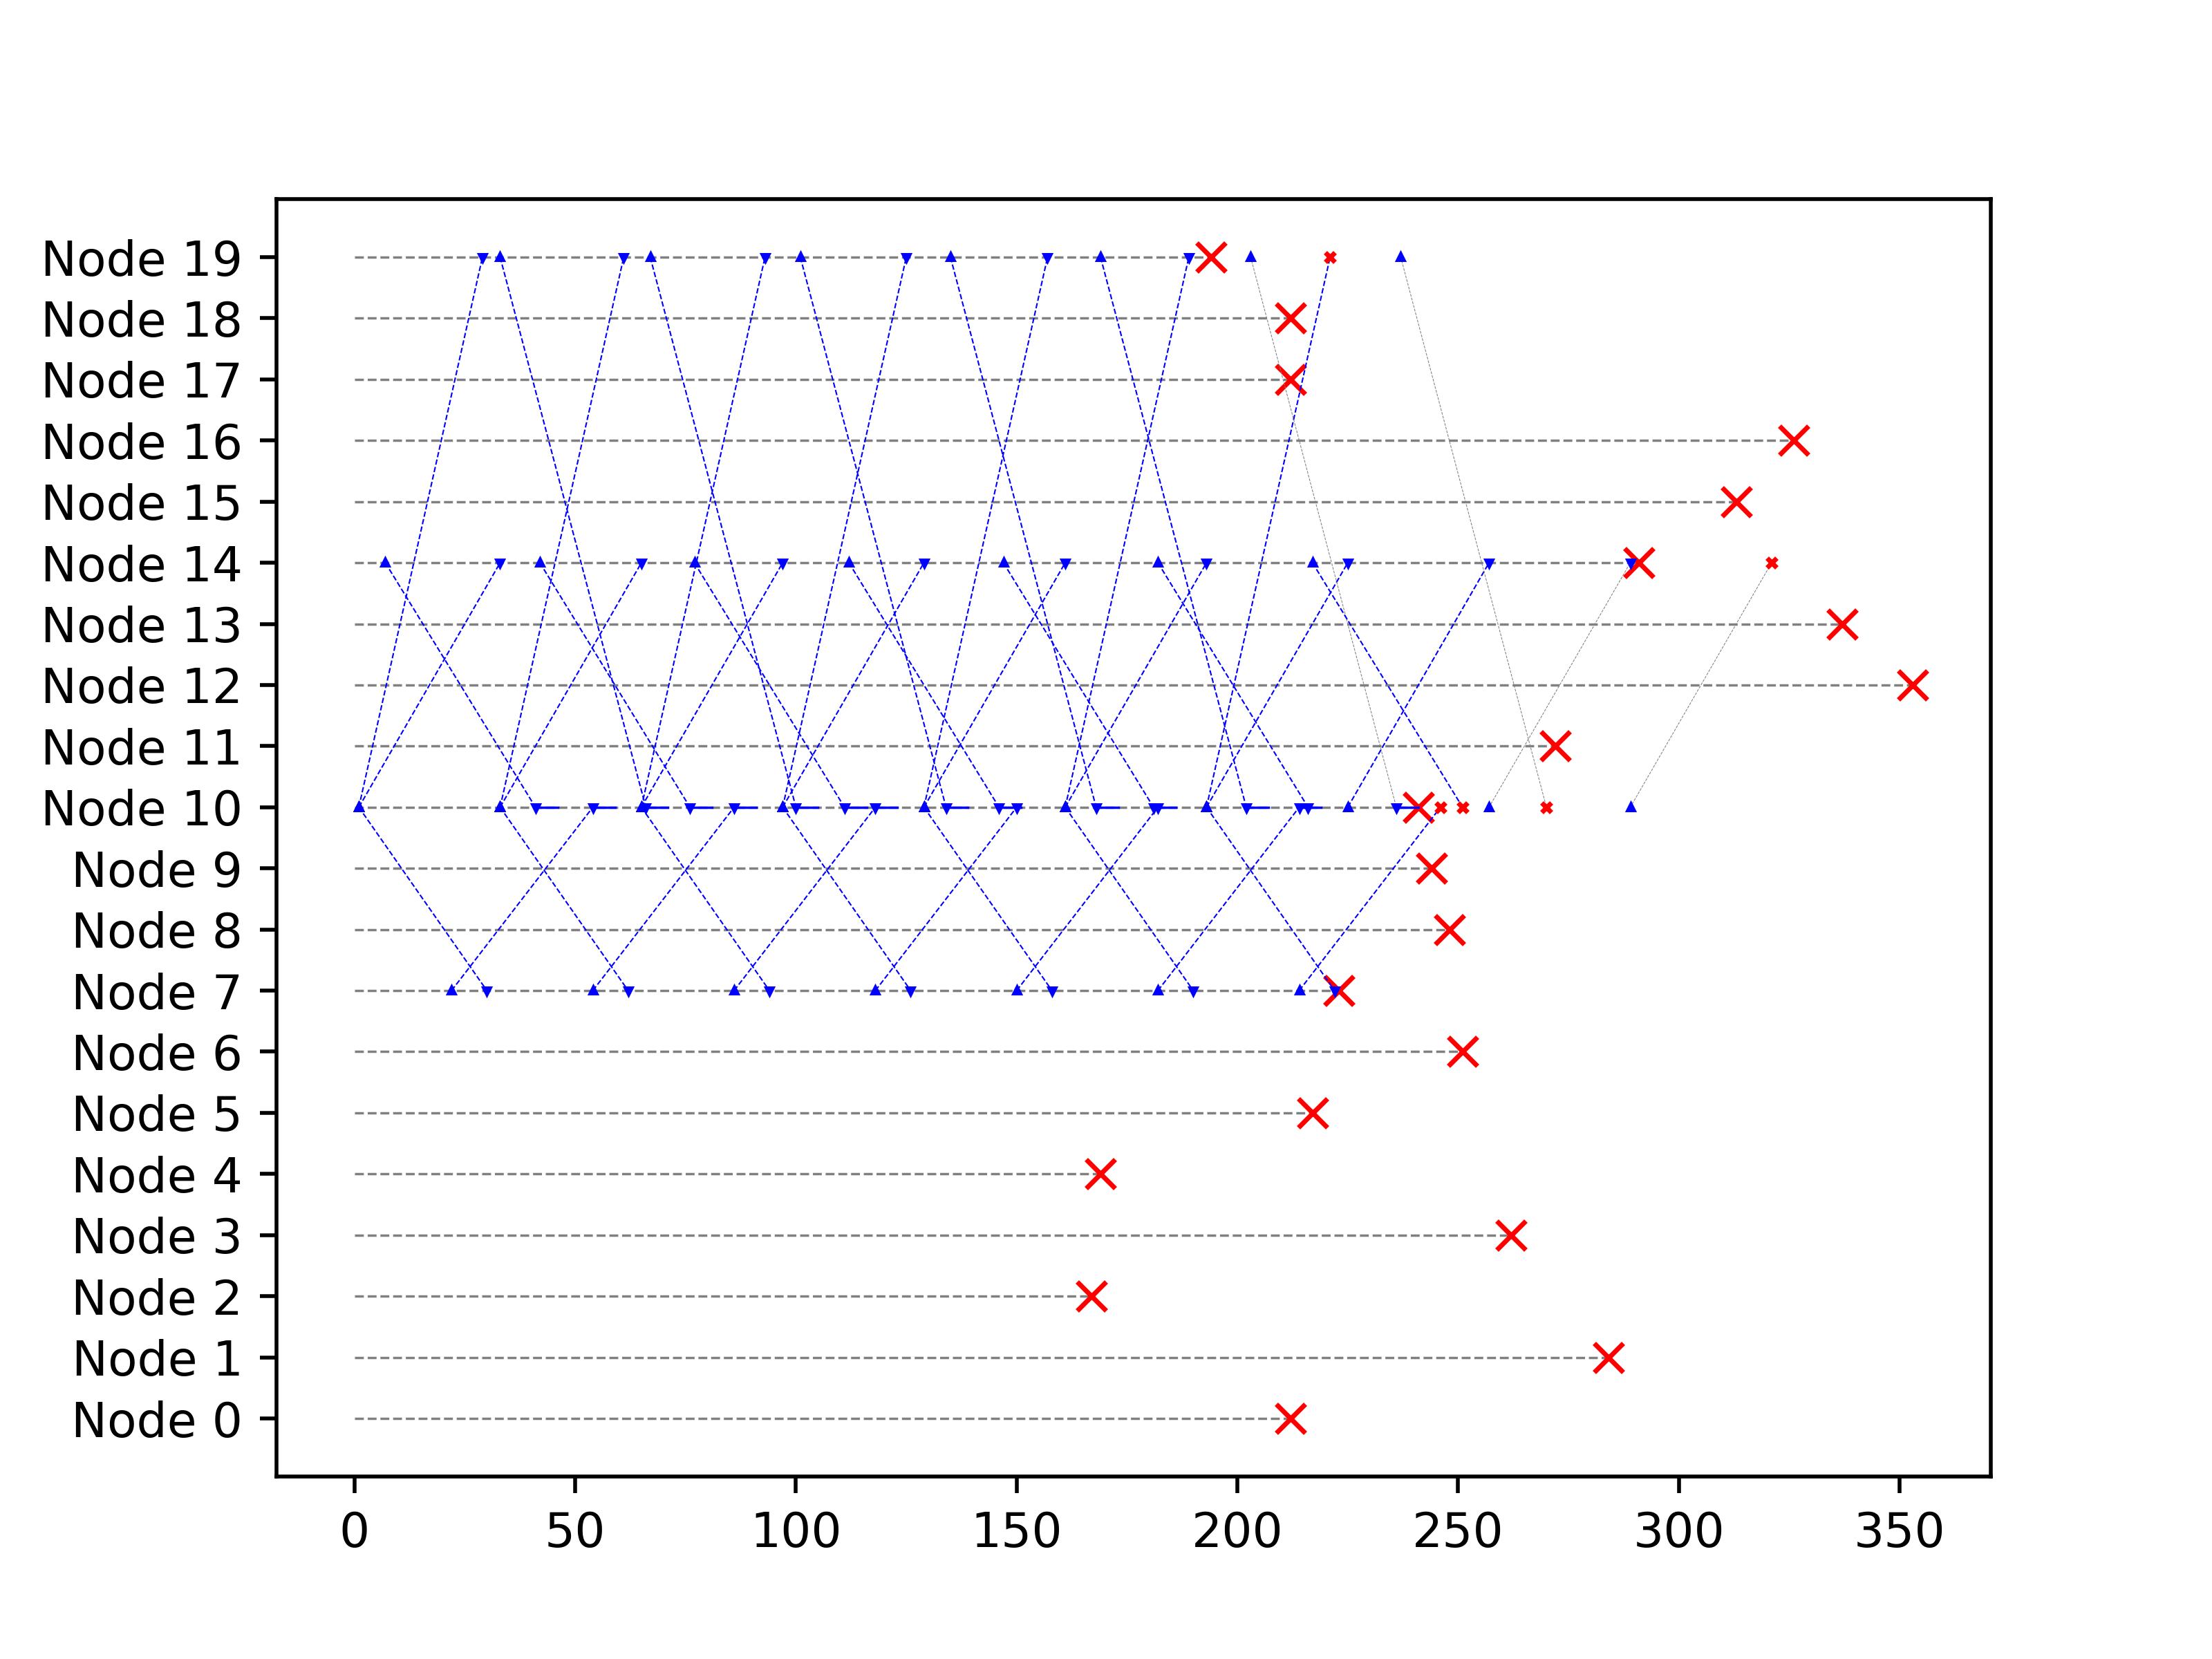 Node 19
Node 18
Node 17
Node 16
Node 15
Node 14
Node 13
Node 12
Node 11
Node 10
Node 9
Node 8
Node 7
Node 6
Node 5
Node 4
Node 3
Node 2
Node 1
Node 0
0 50 100 150 200 250 300 350